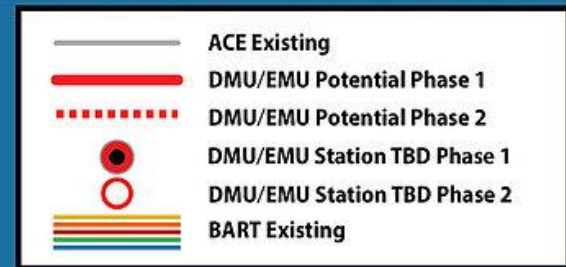 ACE Existing
DMU/EMU Potential Phase 1
DMU/EMU Potential Phase 2
DMU/EMU Station TBD Phase 1
DMU/EMU Station TBD Phase 2
BART Existing